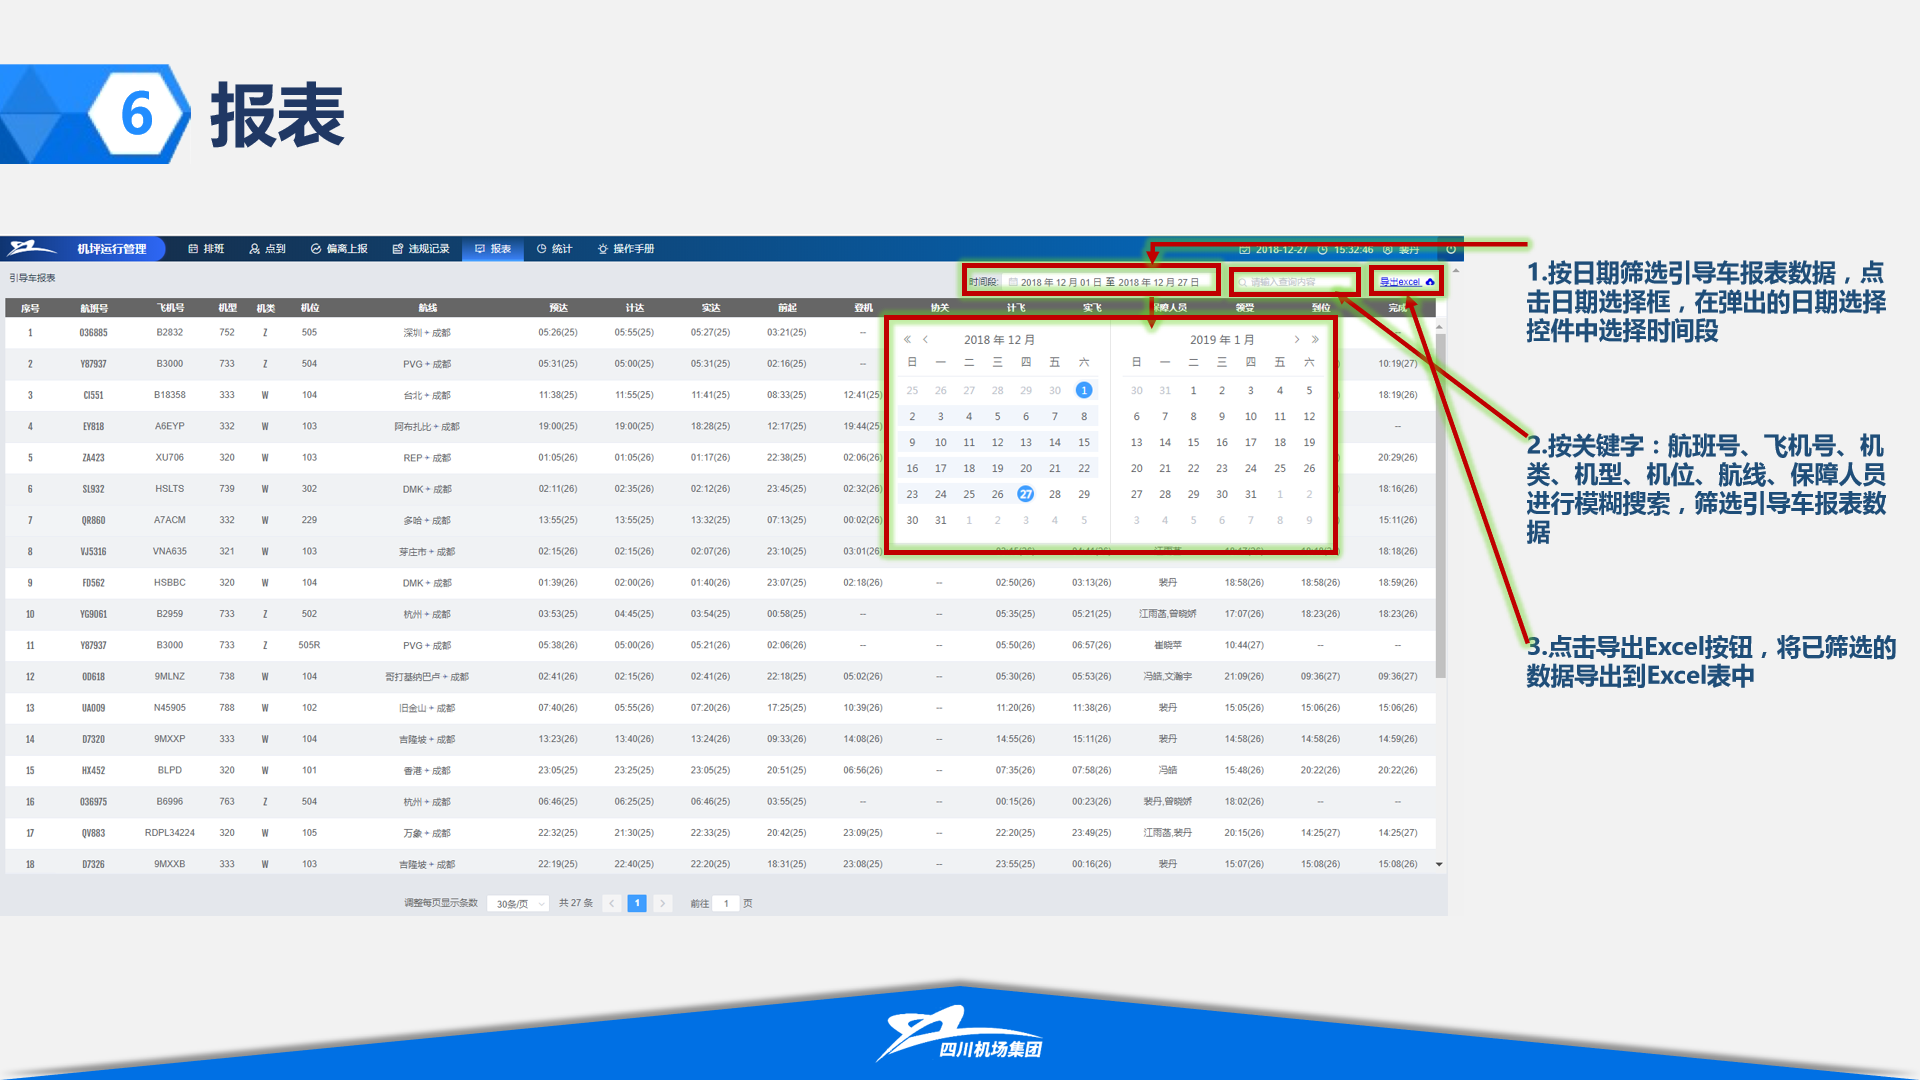 6 报表
机坪运行管理 排班 点到 偏离上报 违规记录 报表 统计 操作手册 2018-12-27 15:32:46 裴丹
引导车报表 时间段: 2018 年 12 月 01 日 至 2018 年 12 月 27 日 请输入查询内容 导出excel
序号 航班号 飞机号 机型 机类 机位 航线 预达 计达 实达 前起 登机 协关 计飞 实飞 保障人员 领受 到位 完成
1 036885 B2832 752 Z 505 深圳 + 成都 05:26(25) 05:55(25) 05:27(25) 03:21(25) --
2 Y87937 B3000 733 Z 504 PVG + 成都 05:31(25) 05:00(25) 05:31(25) 02:16(25) -- 10:19(27)
3 CI551 B18358 333 W 104 台北 + 成都 11:38(25) 11:55(25) 11:41(25) 08:33(25) 12:41(25) 18:19(26)
4 EY818 A6EYP 332 W 103 阿布扎比 + 成都 19:00(25) 19:00(25) 18:28(25) 12:17(25) 19:44(25) --
5 ZA423 XU706 320 W 103 REP + 成都 01:05(26) 01:05(26) 01:17(26) 22:38(25) 02:06(26) 20:29(26)
6 SL932 HSLTS 739 W 302 DMK + 成都 02:11(26) 02:35(26) 02:12(26) 23:45(25) 02:32(26) 18:16(26)
7 QR860 A7ACM 332 W 229 多哈 + 成都 13:55(25) 13:55(25) 13:32(25) 07:13(25) 00:02(26) 15:11(26)
8 VJ5316 VNA635 321 W 103 芽庄市 + 成都 02:15(26) 02:15(26) 02:07(26) 23:10(25) 03:01(26) 18:18(26)
9 FD562 HSBBC 320 W 104 DMK + 成都 01:39(26) 02:00(26) 01:40(26) 23:07(25) 02:18(26) -- 02:50(26) 03:13(26) 裴丹 18:58(26) 18:58(26) 18:59(26)
10 YG9061 B2959 733 Z 502 杭州 + 成都 03:53(25) 04:45(25) 03:54(25) 00:58(25) -- -- 05:35(25) 05:21(25) 江雨菡,曾晓娇 17:07(26) 18:23(26) 18:23(26)
11 Y87937 B3000 733 Z 505R PVG + 成都 05:38(26) 05:00(26) 05:21(26) 02:06(26) -- -- 05:50(26) 06:57(26) 崔晓苹 10:44(27) -- --
12 OD618 9MLNZ 738 W 104 哥打基纳巴卢 + 成都 02:41(26) 02:15(26) 02:41(26) 22:18(25) 05:02(26) -- 05:30(26) 05:53(26) 冯皓,文瀚宇 21:09(26) 09:36(27) 09:36(27)
13 UA009 N45905 788 W 102 旧金山 + 成都 07:40(26) 05:55(26) 07:20(26) 17:25(25) 10:39(26) -- 11:20(26) 11:38(26) 裴丹 15:05(26) 15:06(26) 15:06(26)
14 D7320 9MXXP 333 W 104 吉隆坡 + 成都 13:23(26) 13:40(26) 13:24(26) 09:33(26) 14:08(26) -- 14:55(26) 15:11(26) 裴丹 14:58(26) 14:58(26) 14:59(26)
15 HX452 BLPD 320 W 101 香港 + 成都 23:05(25) 23:25(25) 23:05(25) 20:51(25) 06:56(26) -- 07:35(26) 07:58(26) 冯皓 15:48(26) 20:22(26) 20:22(26)
16 036975 B6996 763 Z 504 杭州 + 成都 06:46(25) 06:25(25) 06:46(25) 03:55(25) -- -- 00:15(26) 00:23(26) 裴丹,曾晓娇 18:02(26) -- --
17 QV883 RDPL34224 320 W 105 万象 + 成都 22:32(25) 21:30(25) 22:33(25) 20:42(25) 23:09(25) -- 22:20(25) 23:49(25) 江雨菡,裴丹 20:15(26) 14:25(27) 14:25(27)
18 D7326 9MXXB 333 W 103 吉隆坡 + 成都 22:19(25) 22:40(25) 22:20(25) 18:31(25) 23:08(25) -- 23:55(25) 00:16(26) 裴丹 15:07(26) 15:08(26) 15:08(26)
« < 2018 年 12 月
日 一 二 三 四 五 六
25 26 27 28 29 30 1
2 3 4 5 6 7 8
9 10 11 12 13 14 15
16 17 18 19 20 21 22
23 24 25 26 27 28 29
30 31 1 2 3 4 5
2019 年 1 月 > »
日 一 二 三 四 五 六
30 31 1 2 3 4 5
6 7 8 9 10 11 12
13 14 15 16 17 18 19
20 21 22 23 24 25 26
27 28 29 30 31 1 2
3 4 5 6 7 8 9
调整每页显示条数 30条/页 共 27 条 < 1 > 前往 1 页
1.按日期筛选引导车报表数据，点
击日期选择框，在弹出的日期选择
控件中选择时间段
2.按关键字：航班号、飞机号、机
类、机型、机位、航线、保障人员
进行模糊搜索，筛选引导车报表数
据
3.点击导出Excel按钮，将已筛选的
数据导出到Excel表中
四川机场集团